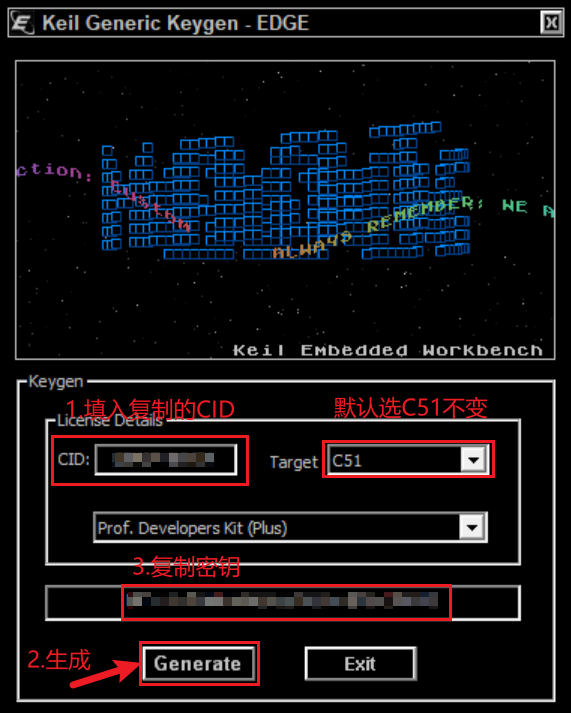 Keil Generic Keygen - EDGE
ction: Custom
ALWAYS REMEMBER: WE A
Keil Embedded Workbench
Keygen
1.填入复制的CID
默认选C51不变
License Details
CID:
Target
C51
Prof. Developers Kit (Plus)
3.复制密钥
2.生成
Generate
Exit